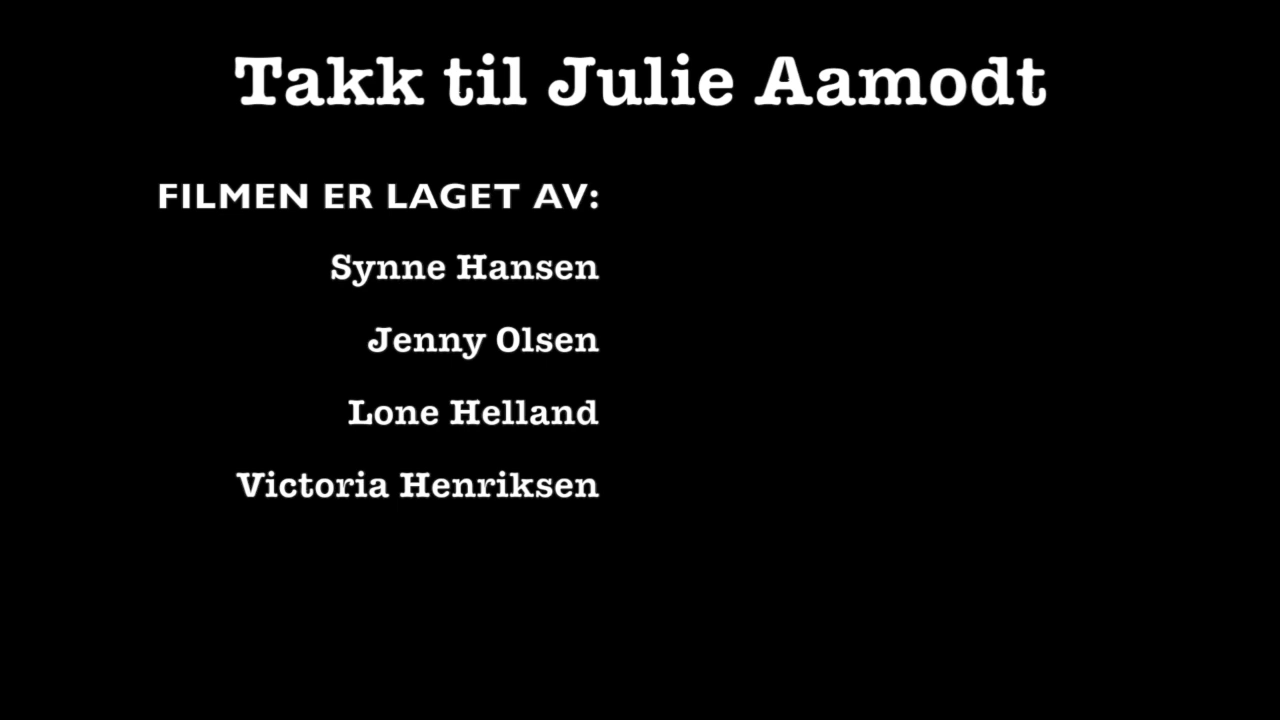 Takk til Julie Aamodt
FILMEN ER LAGET AV:
Synne Hansen
Jenny Olsen
Lone Helland
Victoria Henriksen